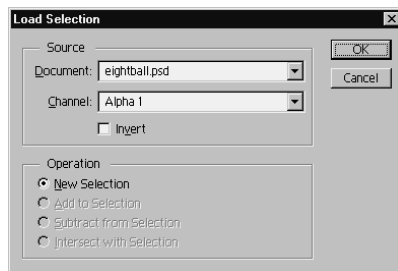 Load Selection
Source
OK
Document: eightball.psd
Cancel
Channel: Alpha 1
Invert
Operation
New Selection
Add to Selection
Subtract from Selection
Intersect with Selection